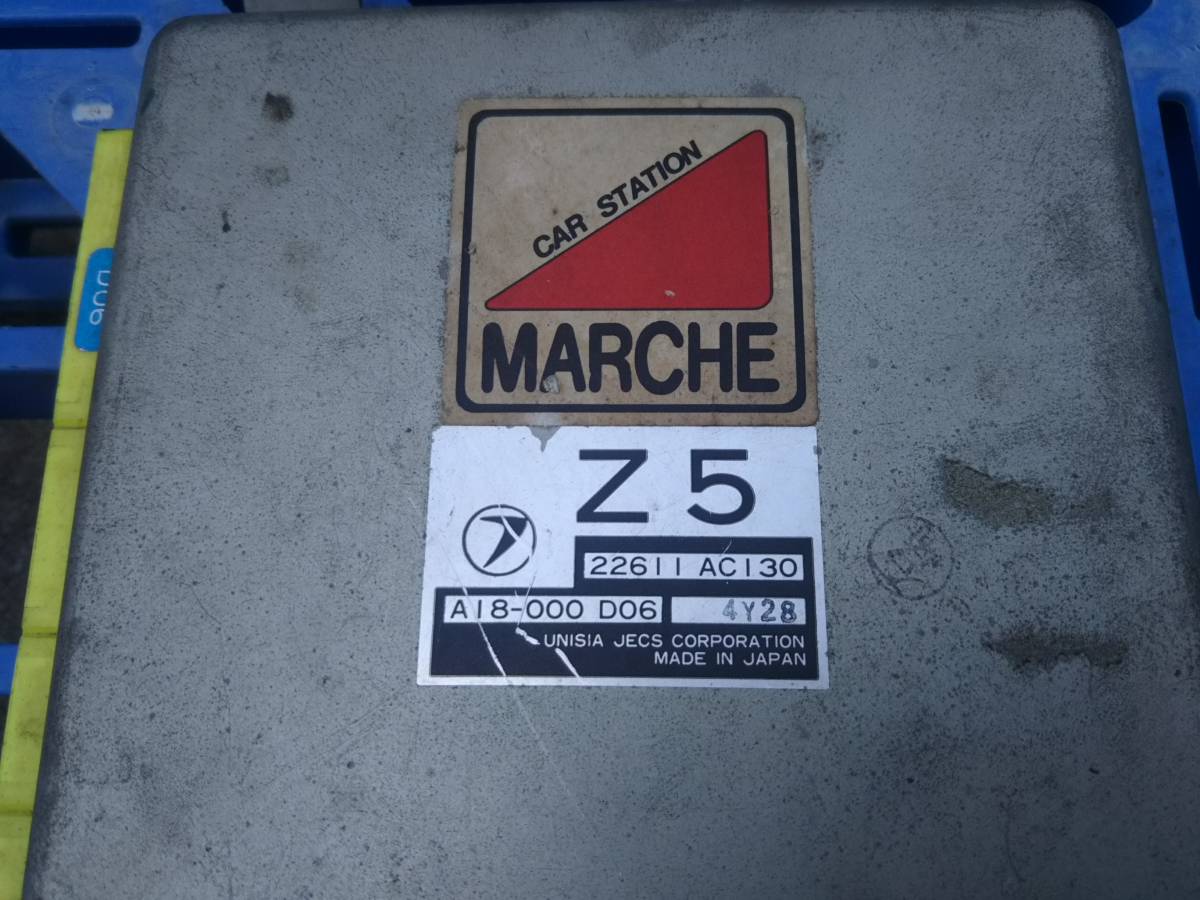 CAR STATION
MARCHE
Z5
22611 AC130
A18-000 D06 4Y28
UNISIA JECS CORPORATION
MADE IN JAPAN